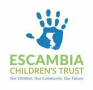 ESCAMBIA
CHILDREN'S TRUST
Our Children. Our Community. Our Future.